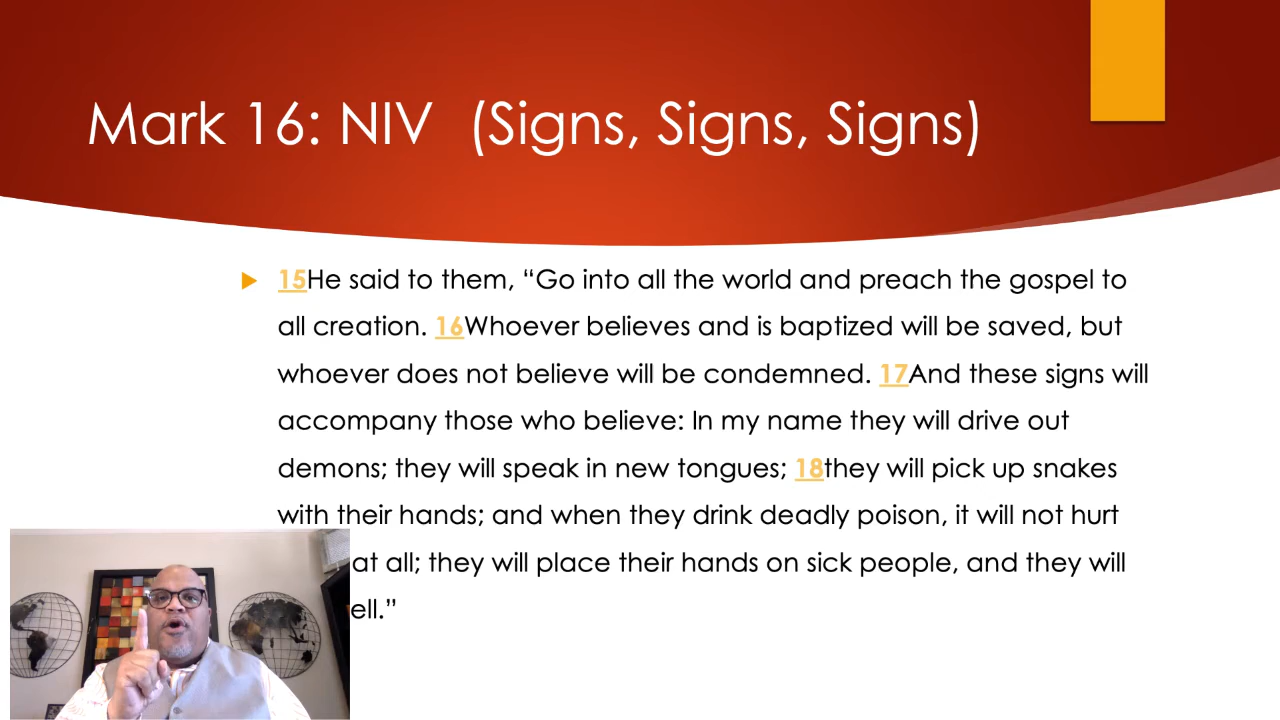 Mark 16: NIV (Signs, Signs, Signs)
15He said to them, “Go into all the world and preach the gospel to
all creation. 16Whoever believes and is baptized will be saved, but
whoever does not believe will be condemned. 17And these signs will
accompany those who believe: In my name they will drive out
demons; they will speak in new tongues; 18they will pick up snakes
with their hands; and when they drink deadly poison, it will not hurt
at all; they will place their hands on sick people, and they will
ell.”